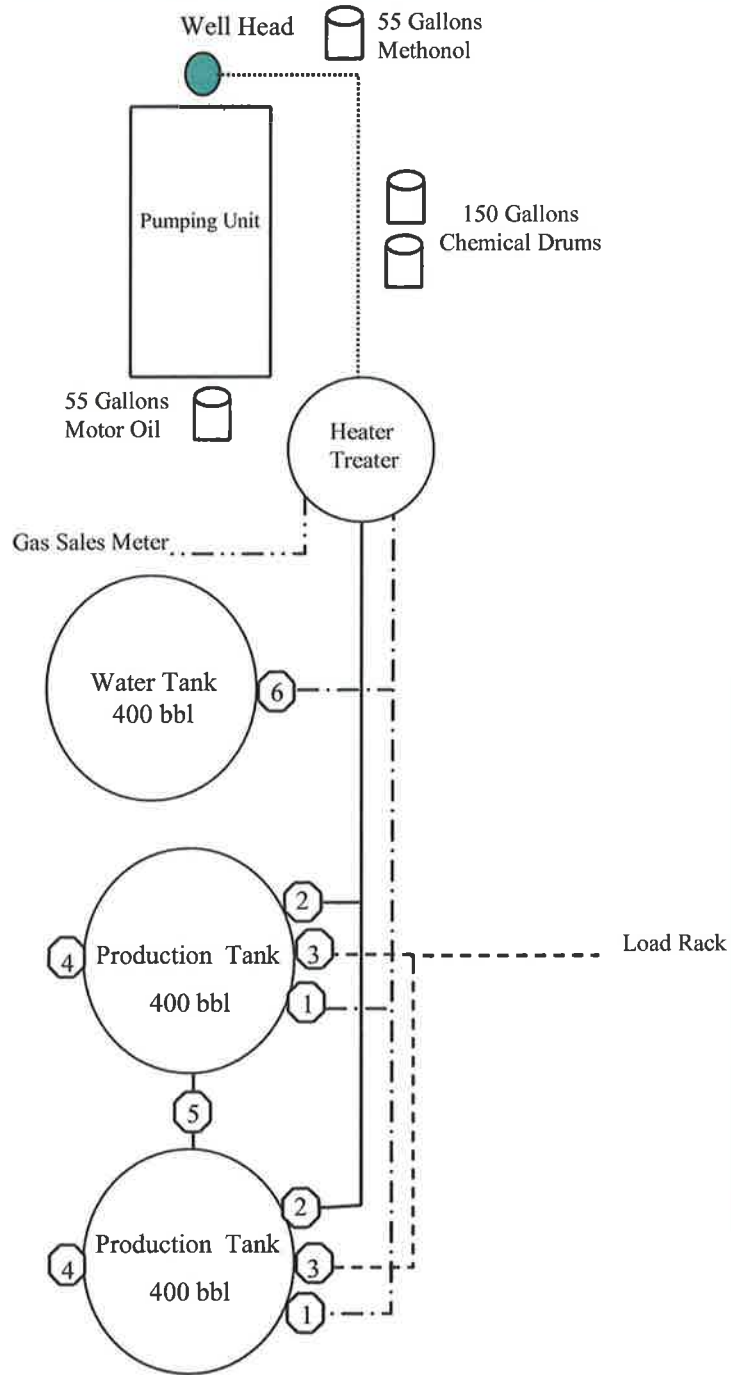 Well Head
55 Gallons
Methonol
Pumping Unit
150 Gallons
Chemical Drums
55 Gallons
Motor Oil
Heater
Treater
Gas Sales Meter
Water Tank
400 bbl
6
2
4
Production Tank
3
Load Rack
400 bbl
1
5
2
Production Tank
4
3
400 bbl
1